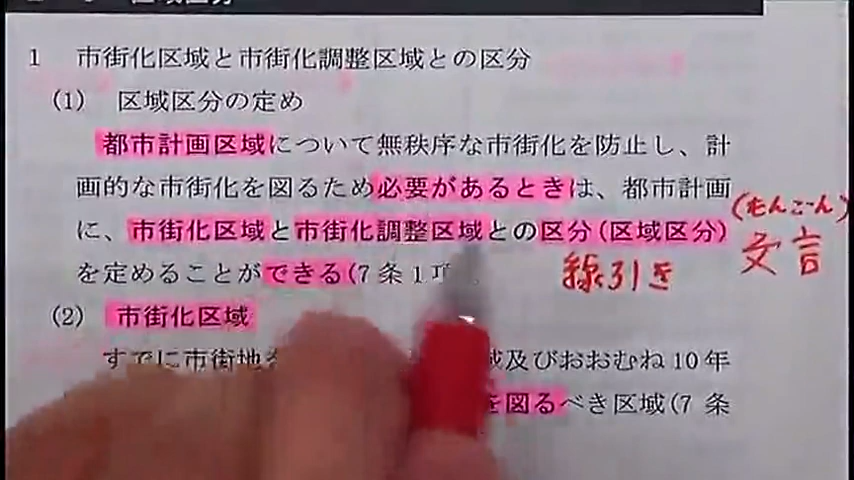 1 市街化区域と市街化調整区域との区分
(1) 区域区分の定め
都市計画区域について無秩序な市街化を防止し、計
画的な市街化を図るため必要があるときは、都市計画
に、市街化区域と市街化調整区域との区分(区域区分)
(もんごん)
文言
を定めることができる(7条1項
線引き
(2) 市街化区域
すでに市街地を
域及びおおむね10年
を図るべき区域(7条